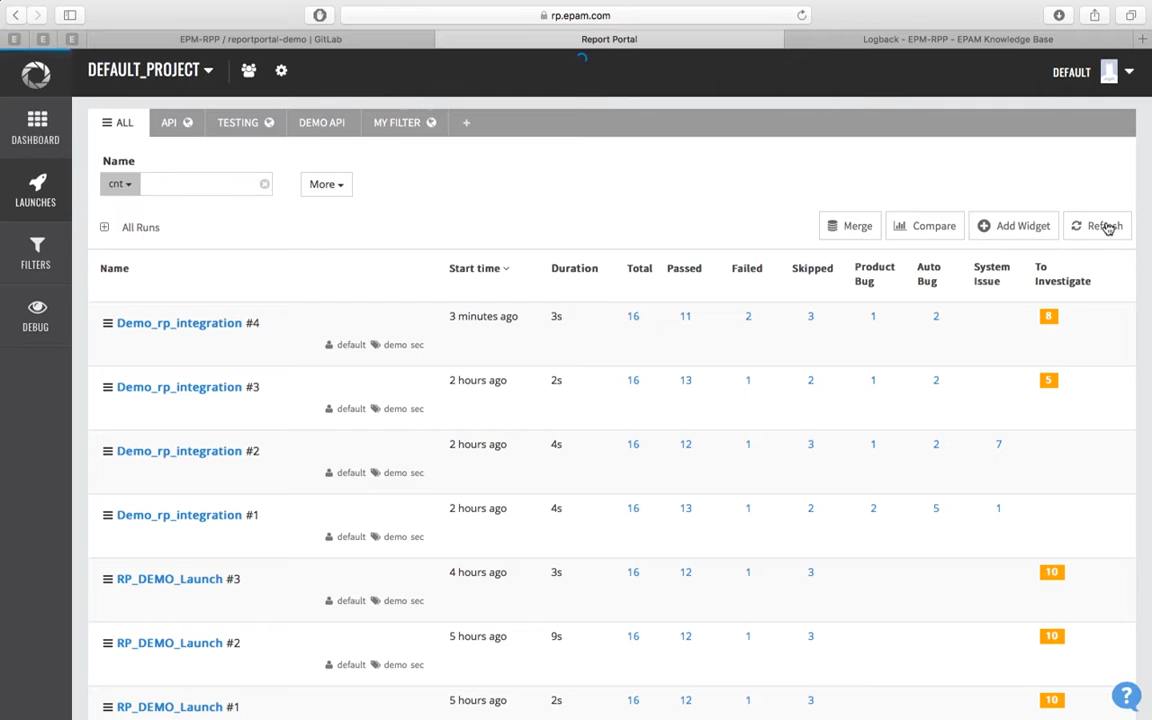 rp.epam.com
E E E EPM-RPP / reportportal-demo | GitLab Report Portal Logback - EPM-RPP - EPAM Knowledge Base
DEFAULT_PROJECT DEFAULT
DASHBOARD
LAUNCHES
FILTERS
DEBUG
ALL API TESTING DEMO API MY FILTER +
Name
cnt More
All Runs Merge Compare Add Widget Refresh
Name Start time Duration Total Passed Failed Skipped Product Bug Auto Bug System Issue To Investigate
Demo_rp_integration #4 3 minutes ago 3s 16 11 2 3 1 2 8
default demo sec
Demo_rp_integration #3 2 hours ago 2s 16 13 1 2 1 2 5
default demo sec
Demo_rp_integration #2 2 hours ago 4s 16 12 1 3 1 2 7
default demo sec
Demo_rp_integration #1 2 hours ago 4s 16 13 1 2 2 5 1
default demo sec
RP_DEMO_Launch #3 4 hours ago 3s 16 12 1 3 10
default demo sec
RP_DEMO_Launch #2 5 hours ago 9s 16 12 1 3 10
default demo sec
RP_DEMO_Launch #1 5 hours ago 2s 16 12 1 3 10
?